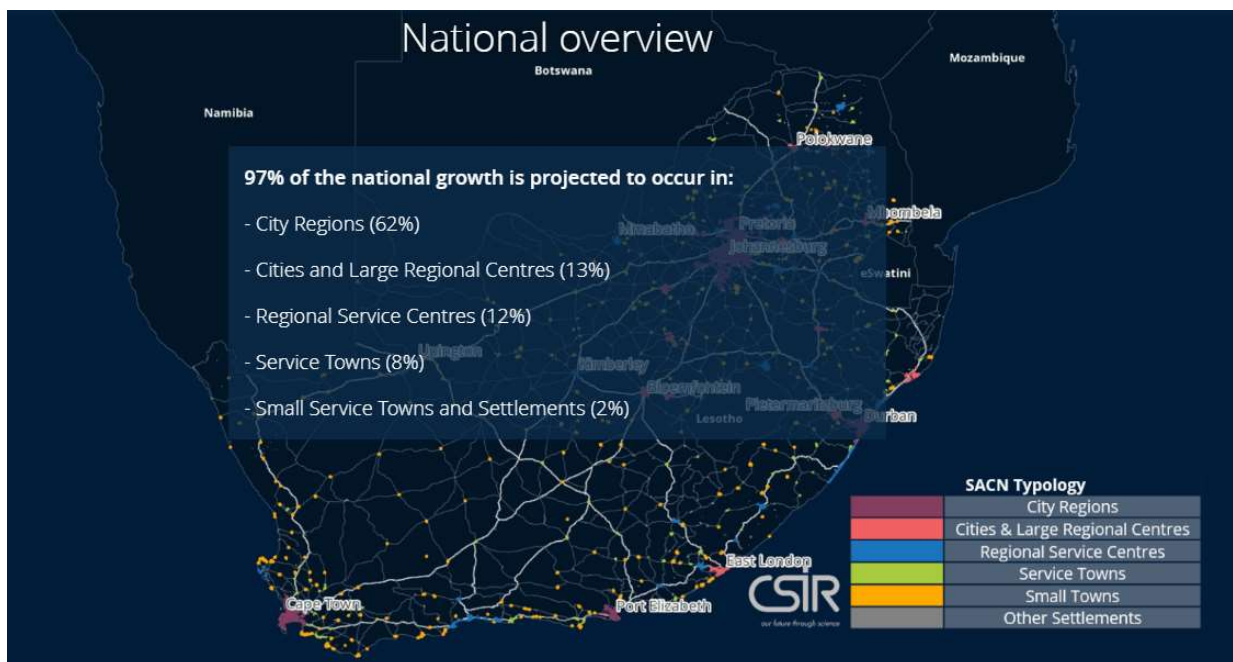 National overview
Botswana
Mozambique
Namibia
Polokwane
97% of the national growth is projected to occur in:
- City Regions (62%)
- Cities and Large Regional Centres (13%)
- Regional Service Centres (12%)
- Service Towns (8%)
- Small Service Towns and Settlements (2%)
Mbombela
Mmabatho
Pretoria
Johannesburg
eSwatini
Upington
Kimberley
Bloemfontein
Lesotho
Pietermaritzburg
Durban
SACN Typology
City Regions
Cities & Large Regional Centres
Regional Service Centres
Service Towns
Small Towns
Other Settlements
East London
CSIR
our future through science
Cape Town
Port Elizabeth